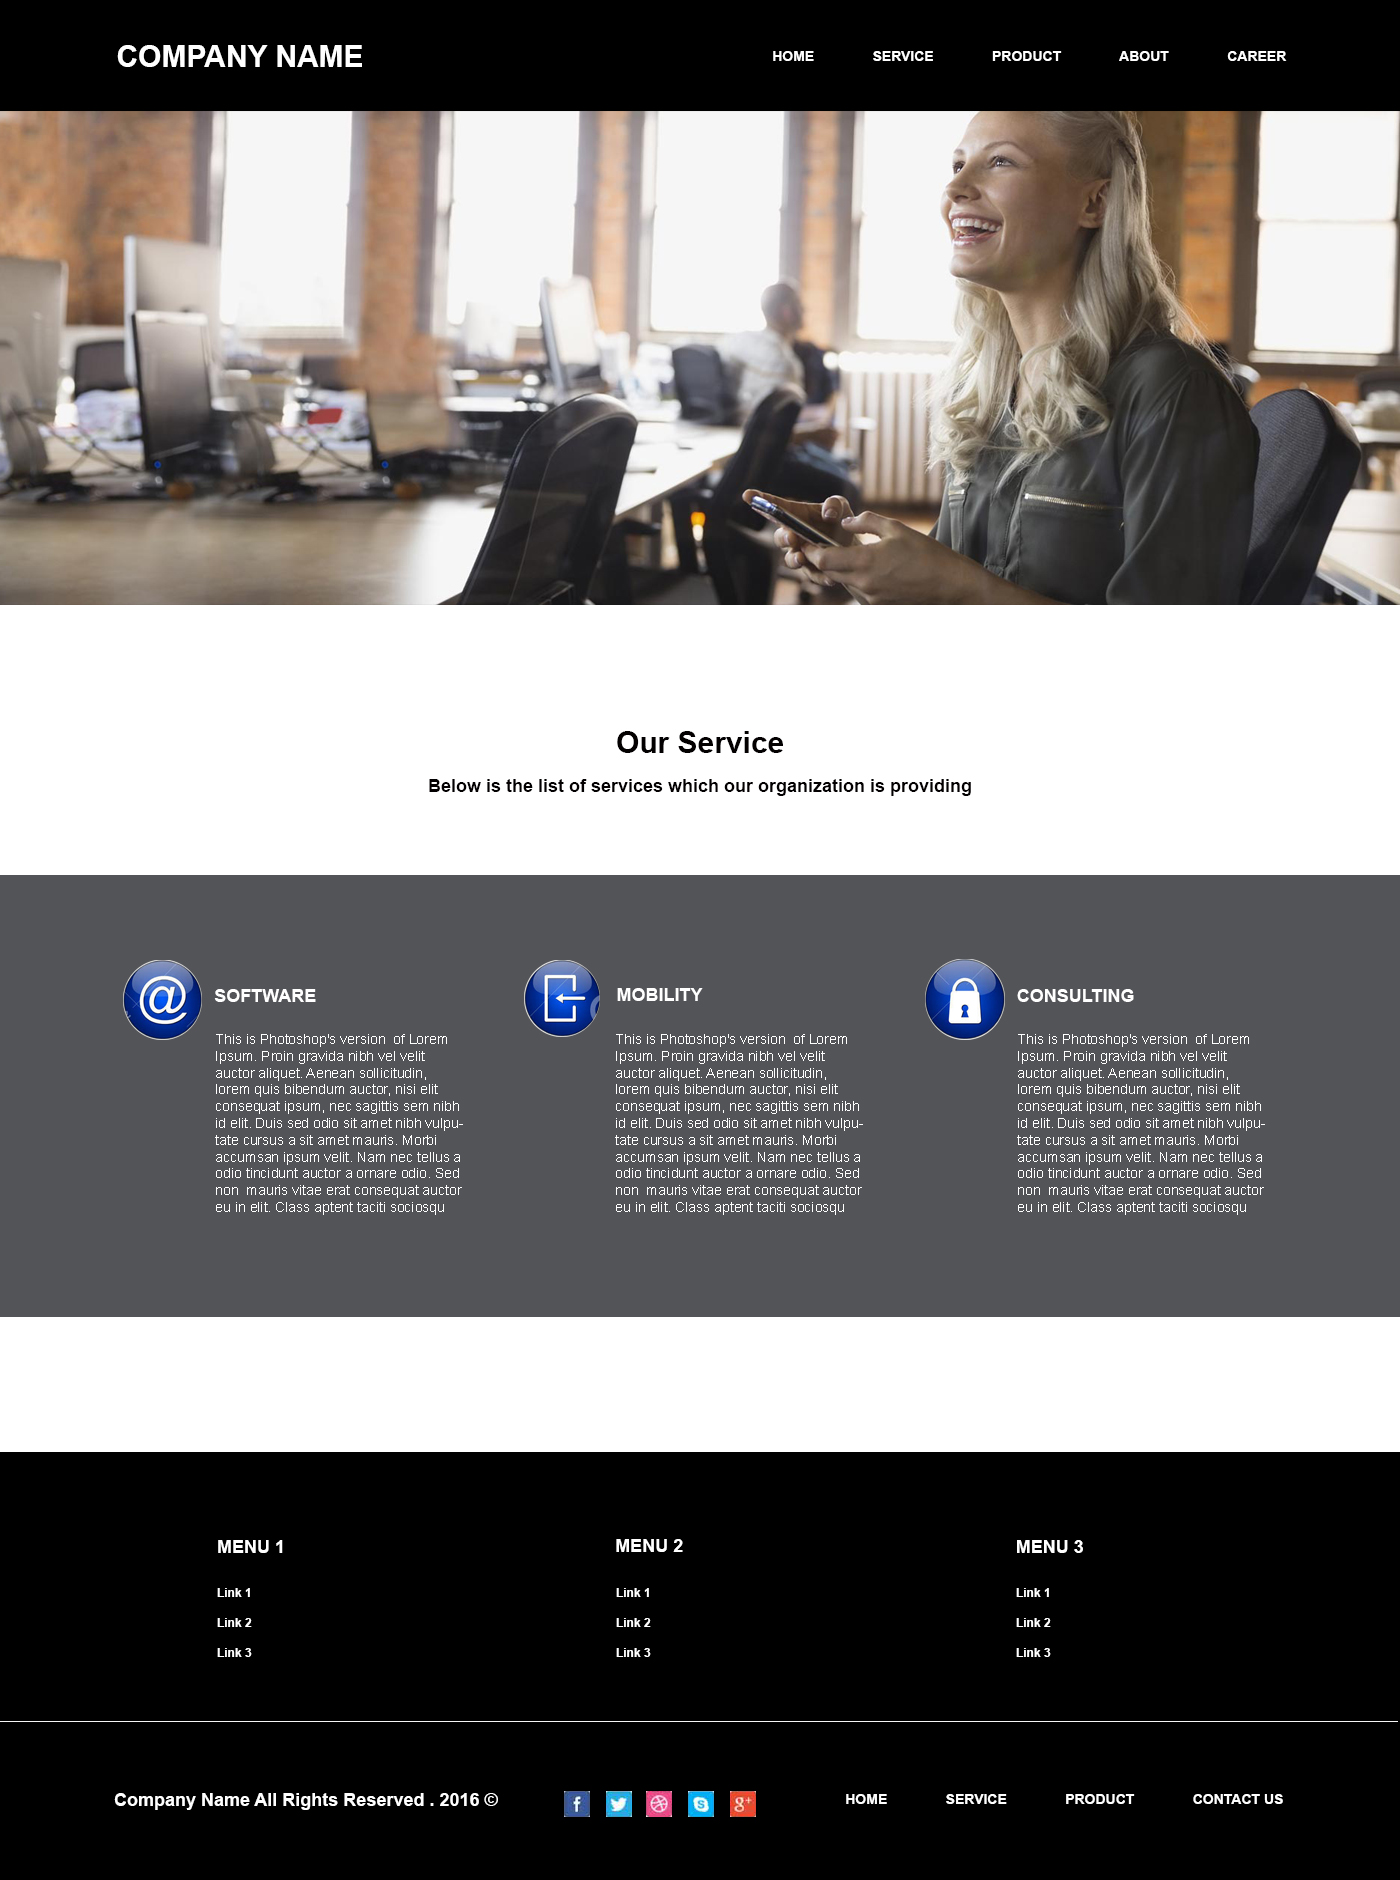 COMPANY NAME
HOME SERVICE PRODUCT ABOUT CAREER
Our Service
Below is the list of services which our organization is providing
SOFTWARE
This is Photoshop's version of Lorem
Ipsum. Proin gravida nibh vel velit
auctor aliquet. Aenean sollicitudin,
lorem quis bibendum auctor, nisi elit
consequat ipsum, nec sagittis sem nibh
id elit. Duis sed odio sit amet nibh vulpu-
tate cursus a sit amet mauris. Morbi
accumsan ipsum velit. Nam nec tellus a
odio tincidunt auctor a ornare odio. Sed
non mauris vitae erat consequat auctor
eu in elit. Class aptent taciti sociosqu
MOBILITY
This is Photoshop's version of Lorem
Ipsum. Proin gravida nibh vel velit
auctor aliquet. Aenean sollicitudin,
lorem quis bibendum auctor, nisi elit
consequat ipsum, nec sagittis sem nibh
id elit. Duis sed odio sit amet nibh vulpu-
tate cursus a sit amet mauris. Morbi
accumsan ipsum velit. Nam nec tellus a
odio tincidunt auctor a ornare odio. Sed
non mauris vitae erat consequat auctor
eu in elit. Class aptent taciti sociosqu
CONSULTING
This is Photoshop's version of Lorem
Ipsum. Proin gravida nibh vel velit
auctor aliquet. Aenean sollicitudin,
lorem quis bibendum auctor, nisi elit
consequat ipsum, nec sagittis sem nibh
id elit. Duis sed odio sit amet nibh vulpu-
tate cursus a sit amet mauris. Morbi
accumsan ipsum velit. Nam nec tellus a
odio tincidunt auctor a ornare odio. Sed
non mauris vitae erat consequat auctor
eu in elit. Class aptent taciti sociosqu
MENU 1
Link 1
Link 2
Link 3
MENU 2
Link 1
Link 2
Link 3
MENU 3
Link 1
Link 2
Link 3
Company Name All Rights Reserved . 2016 ©
HOME SERVICE PRODUCT CONTACT US